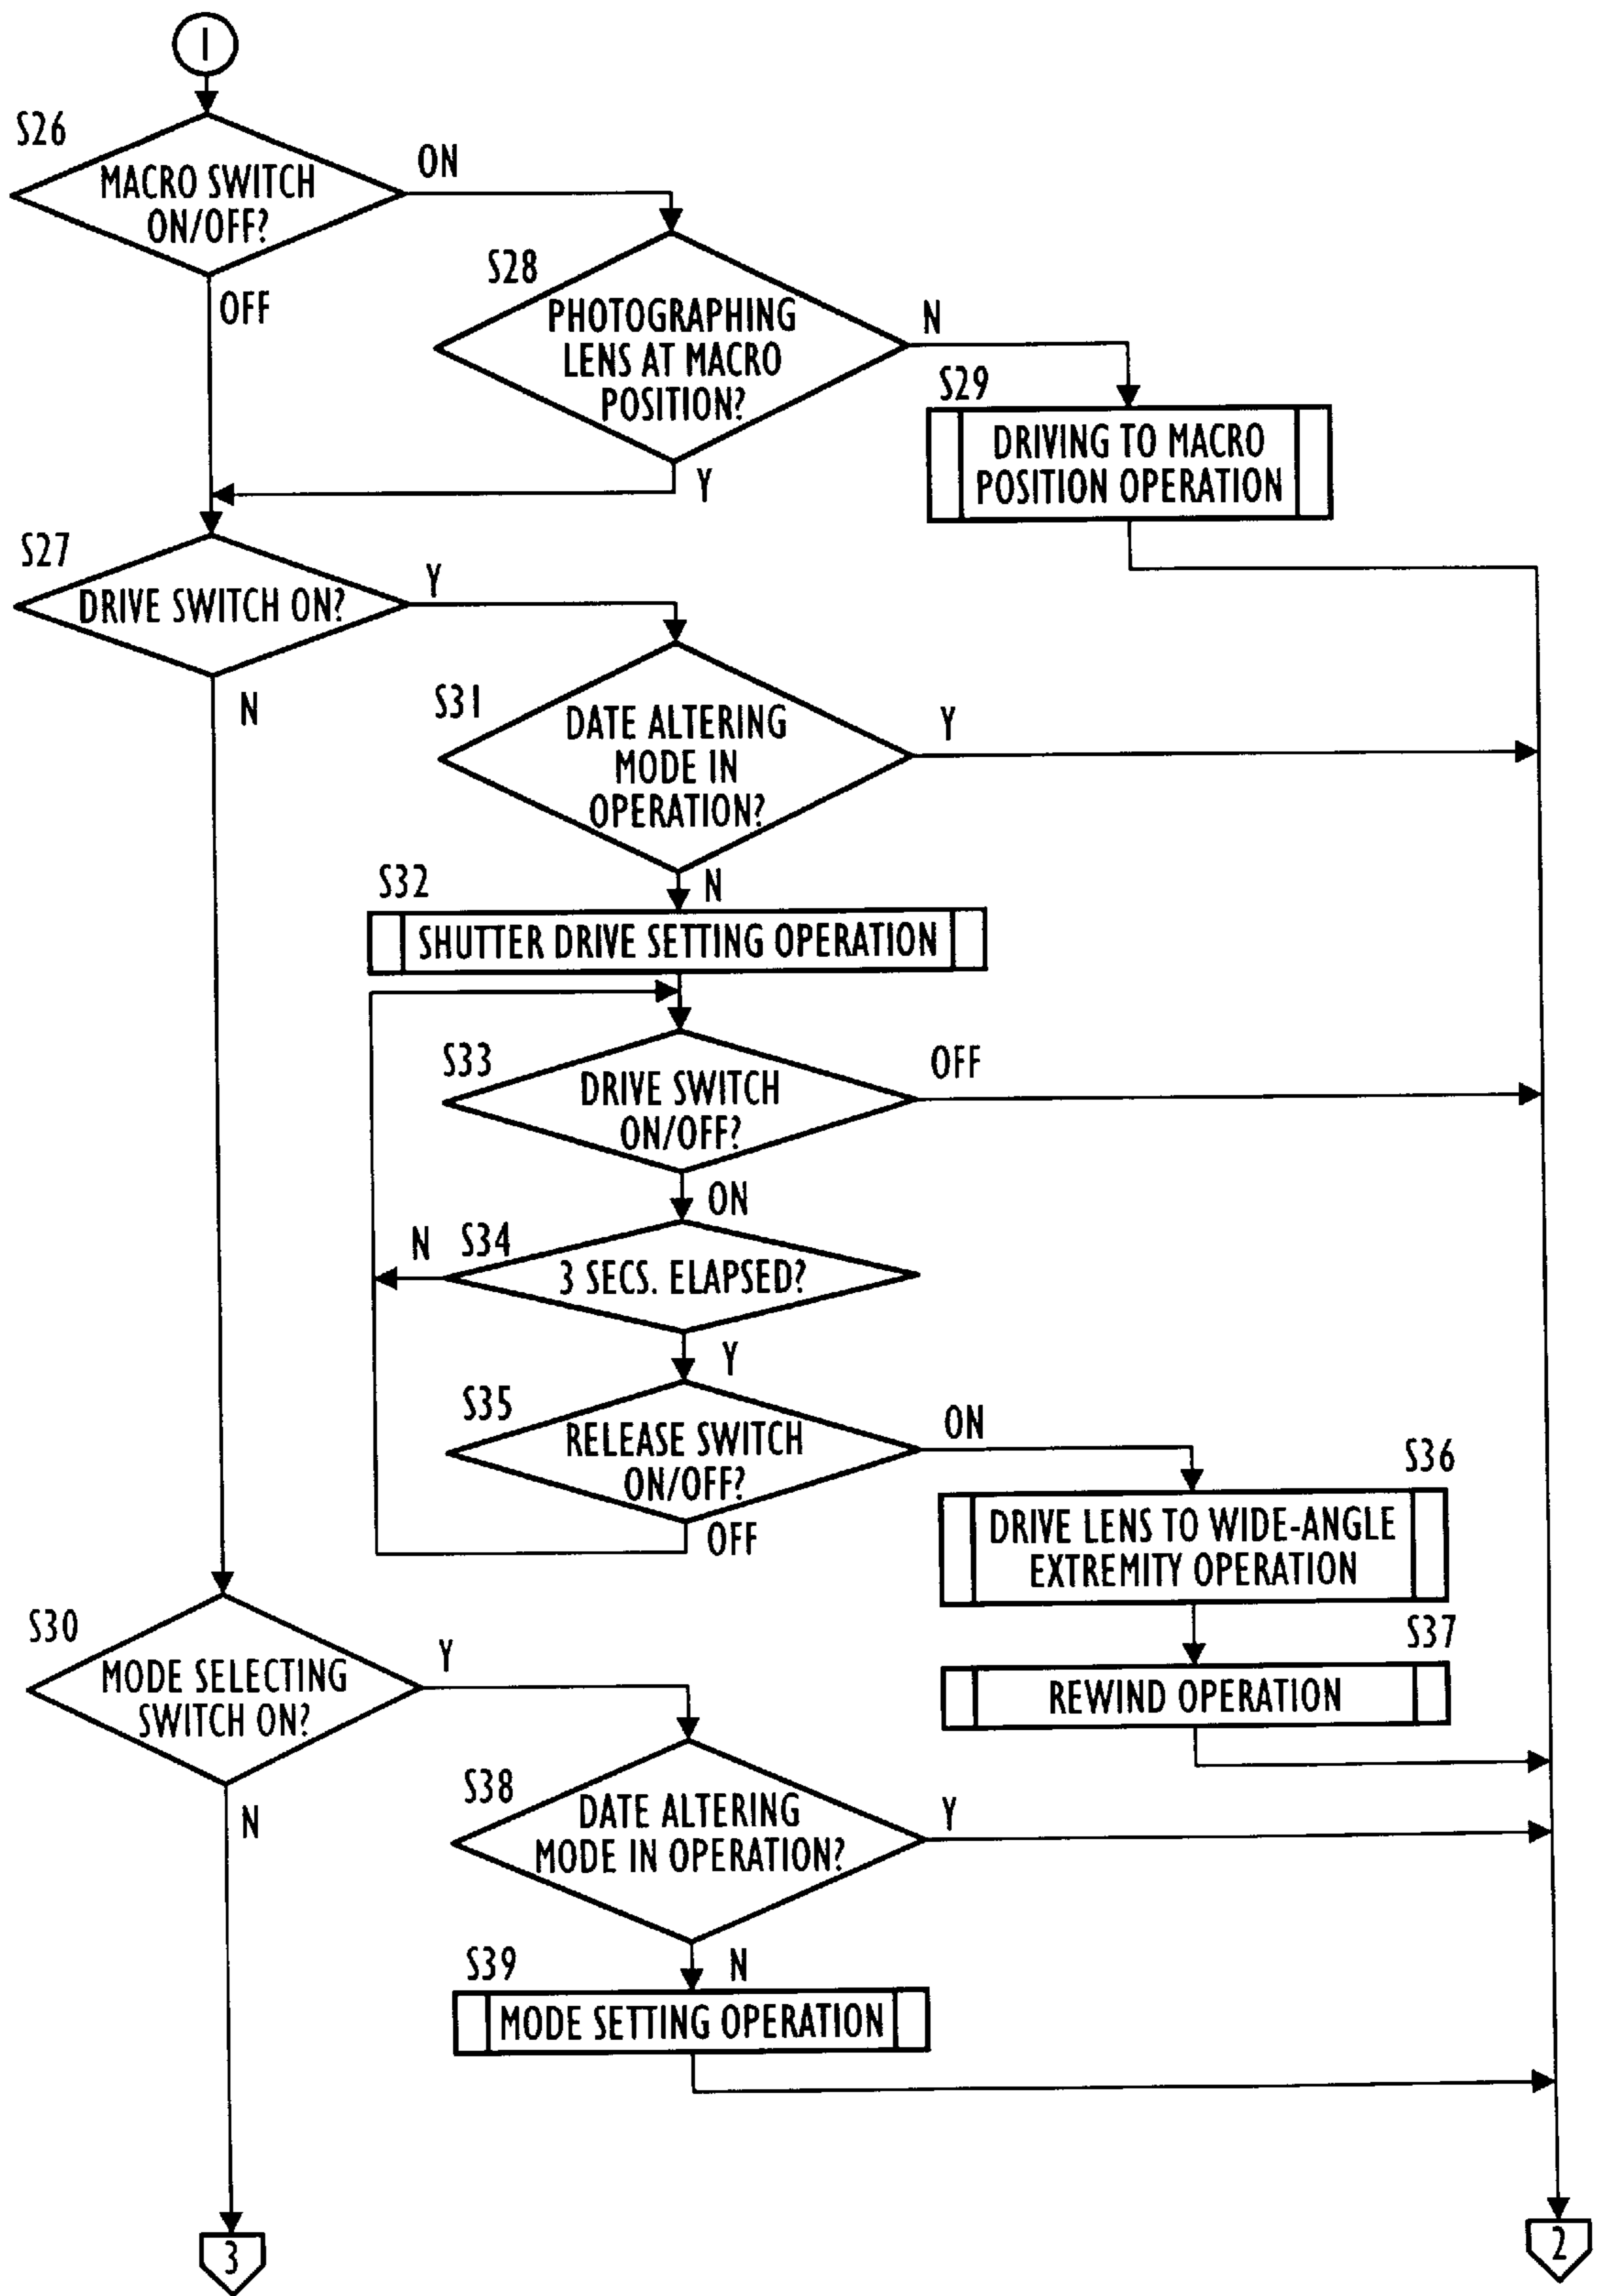 1
S26
MACRO SWITCH
ON/OFF?
ON
OFF
S28
PHOTOGRAPHING
LENS AT MACRO
POSITION?
N
Y
S29
DRIVING TO MACRO
POSITION OPERATION
S27
DRIVE SWITCH ON?
Y
N
S31
DATE ALTERING
MODE IN
OPERATION?
Y
N
S32
SHUTTER DRIVE SETTING OPERATION
S33
DRIVE SWITCH
ON/OFF?
OFF
ON
S34
3 SECS. ELAPSED?
N
Y
S35
RELEASE SWITCH
ON/OFF?
ON
OFF
S36
DRIVE LENS TO WIDE-ANGLE
EXTREMITY OPERATION
S37
REWIND OPERATION
S30
MODE SELECTING
SWITCH ON?
Y
N
S38
DATE ALTERING
MODE IN OPERATION?
Y
N
S39
MODE SETTING OPERATION
3
2